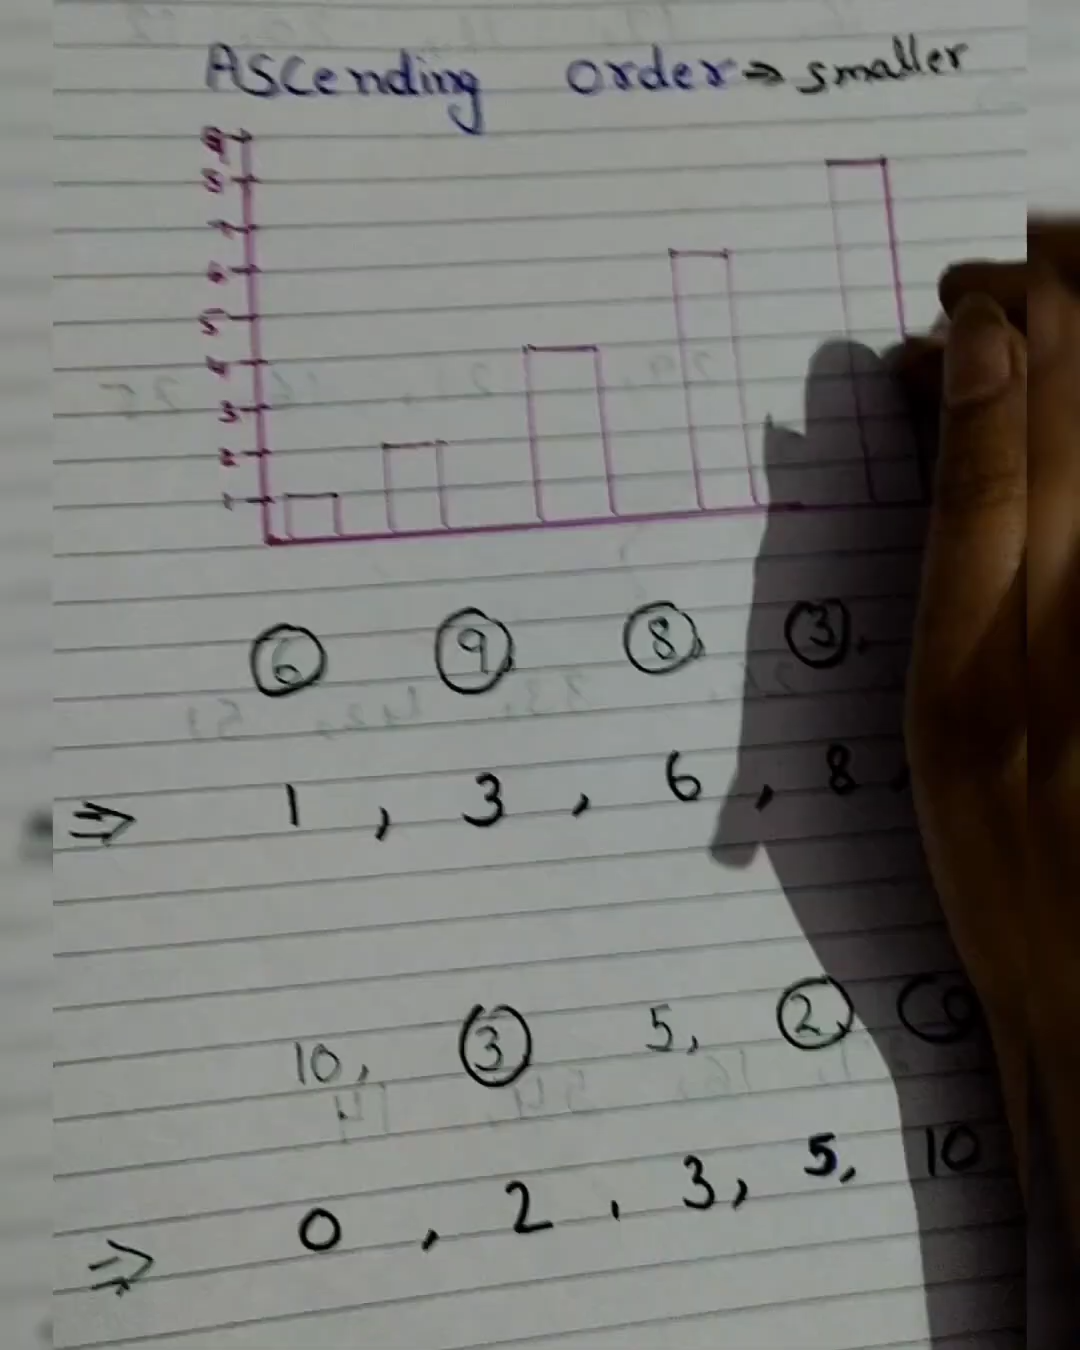 Ascending order ⇒ smaller
9
8
7
6
5
4
3
2
1
6 9, 8, 3,
⇒ 1, 3, 6, 8,
10, 3 5, 2, 0
⇒ 0, 2, 3, 5, 10